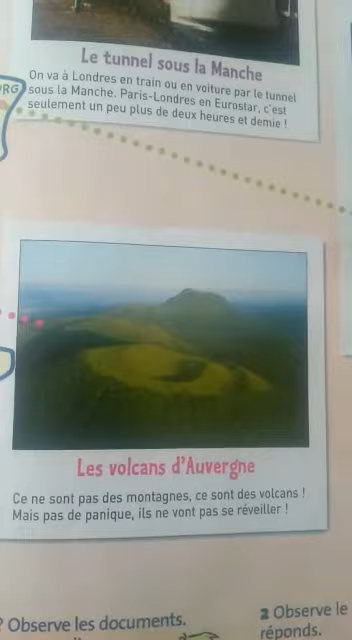 Le tunnel sous la Manche
On va à Londres en train ou en voiture par le tunnel
sous la Manche. Paris-Londres en Eurostar, c'est
seulement un peu plus de deux heures et demie !
RG
Les volcans d'Auvergne
Ce ne sont pas des montagnes, ce sont des volcans !
Mais pas de panique, ils ne vont pas se réveiller !
? Observe les documents.
2 Observe le
réponds.